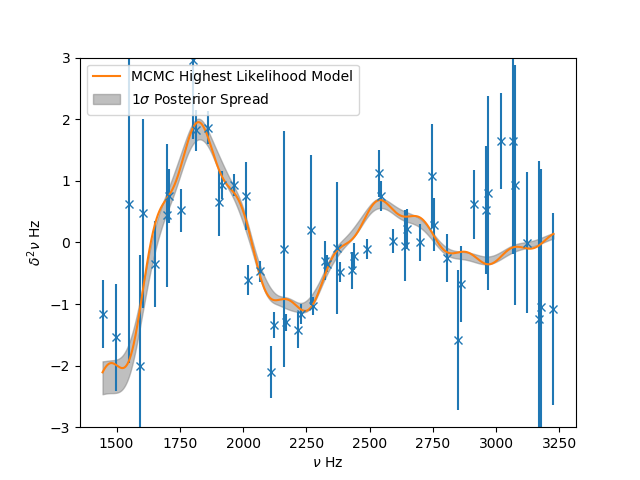 3
2
1
0
−1
−2
−3
δ²ν Hz
MCMC Highest Likelihood Model
1σ Posterior Spread
1500 1750 2000 2250 2500 2750 3000 3250
ν Hz